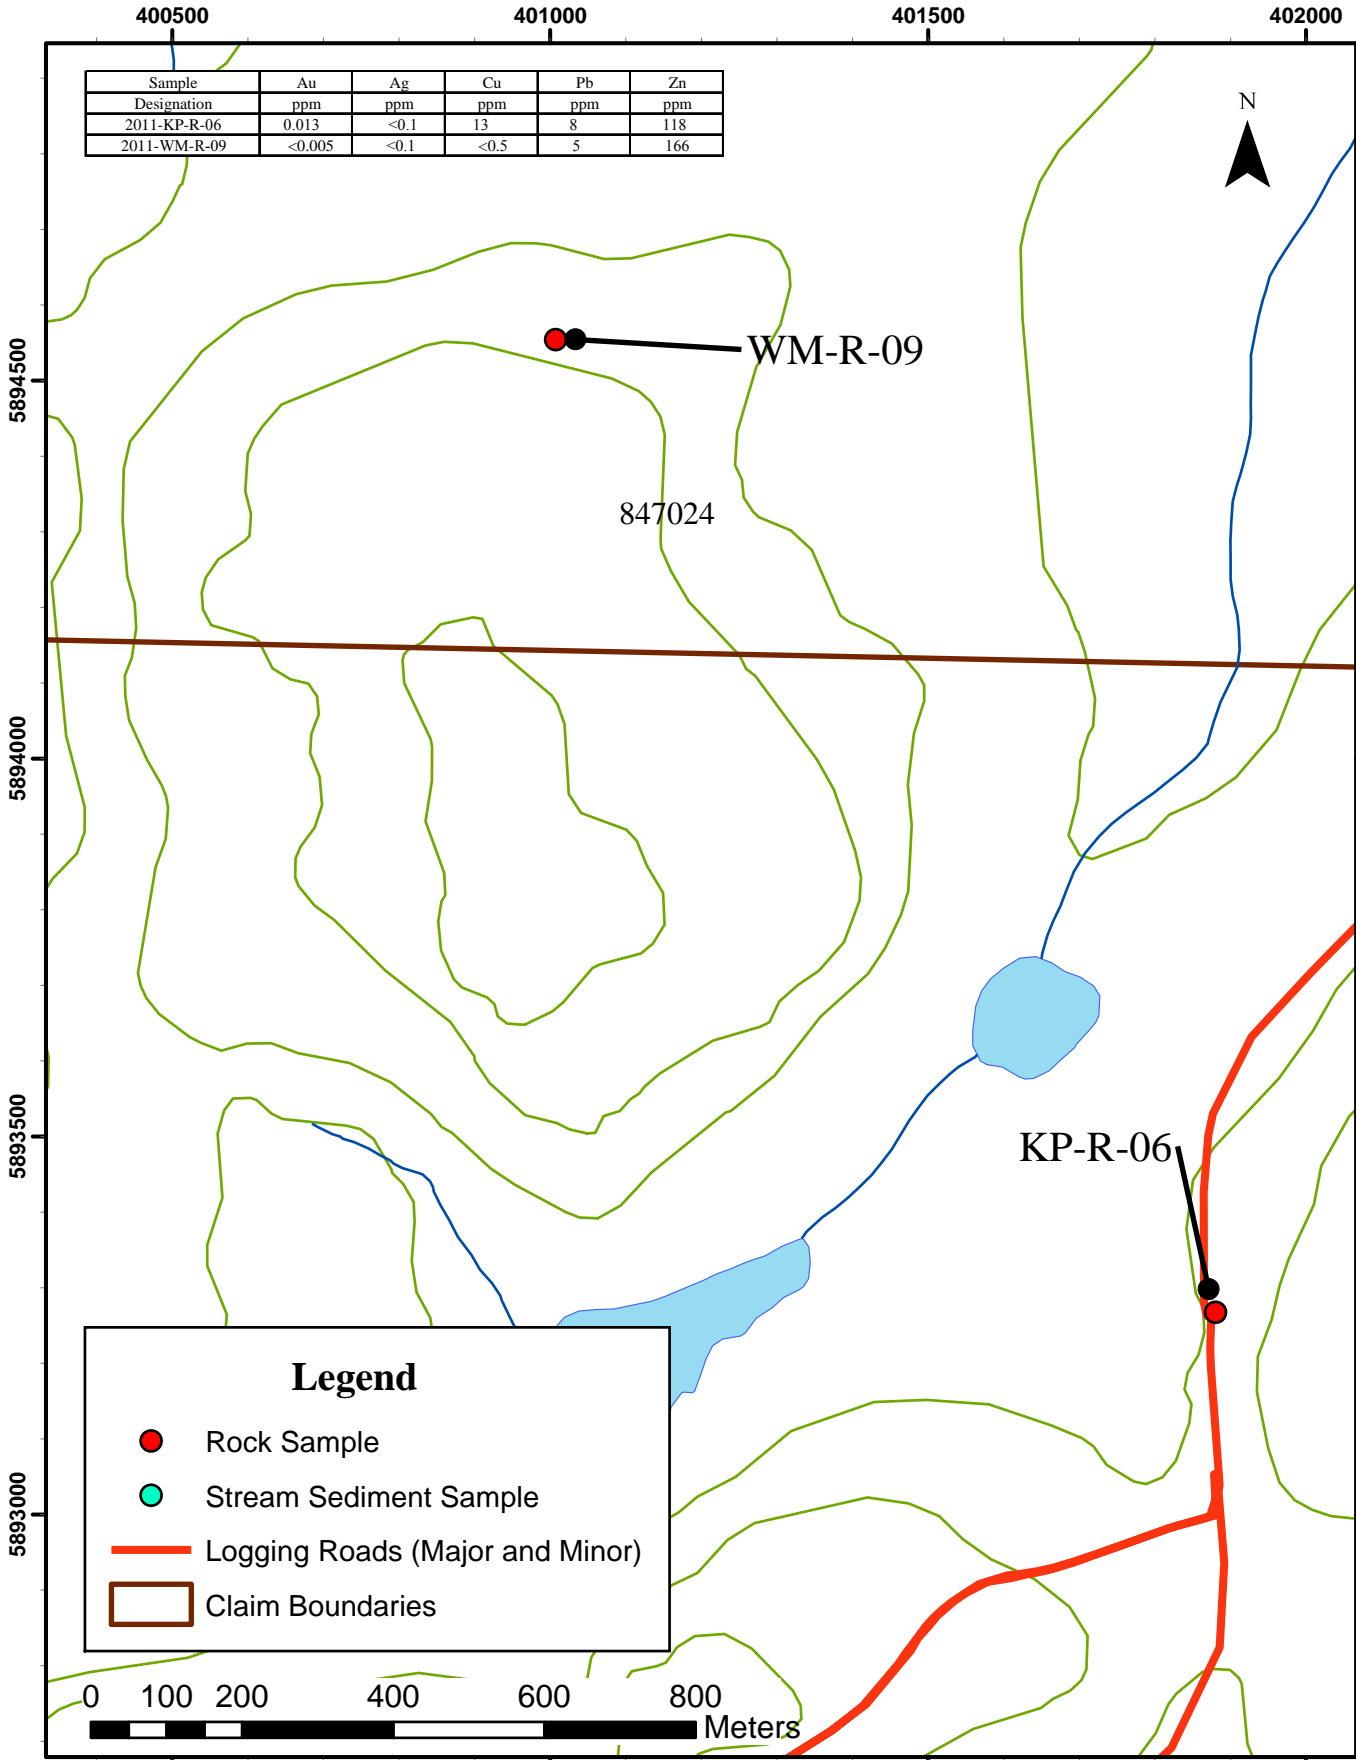 400500 401000 401500 402000
Sample Au Ag Cu Pb Zn
Designation ppm ppm ppm ppm ppm
2011-KP-R-06 0.013 <0.1 13 8 118
2011-WM-R-09 <0.005 <0.1 <0.5 5 166
N
WM-R-09
5894500
847024
5894000
5893500
KP-R-06
Legend
Rock Sample
Stream Sediment Sample
5893000
Logging Roads (Major and Minor)
Claim Boundaries
0 100 200 400 600 800
Meters